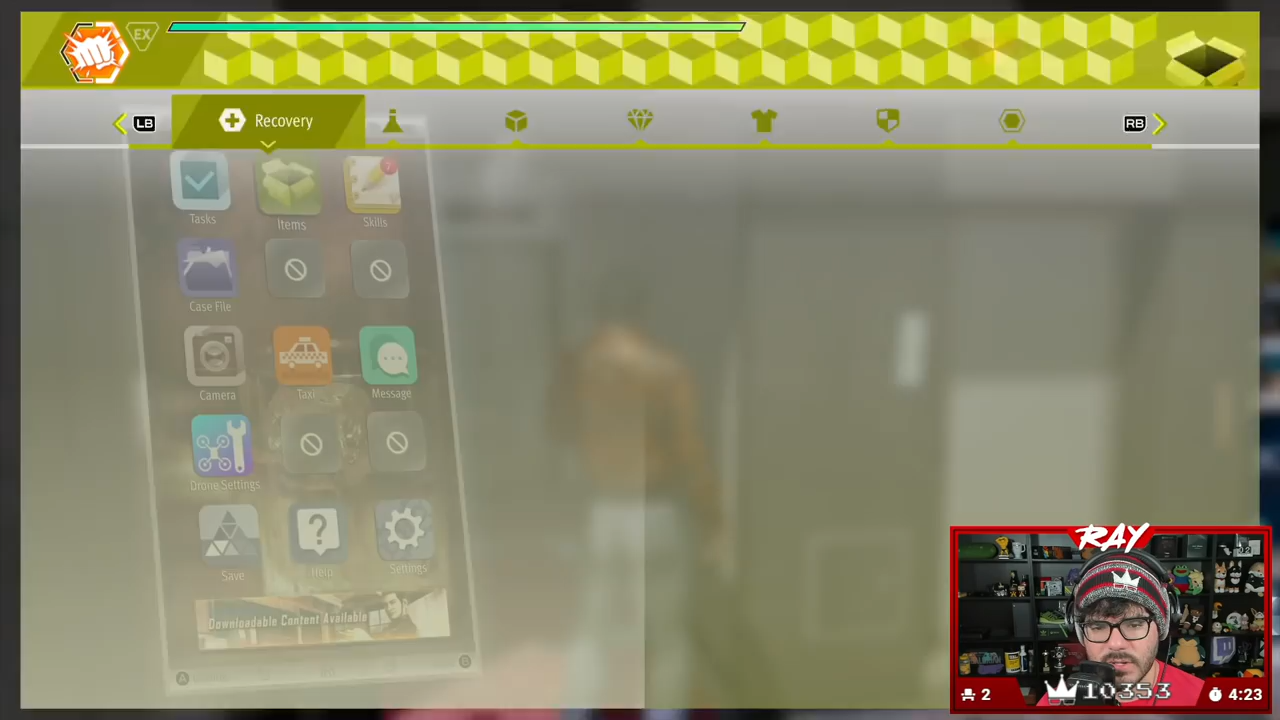 EX
LB
Recovery
RB
Tasks
Items
Skills
7
Case File
Camera
Taxi
Message
Drone Settings
Save
Help
Settings
Downloadable Content Available
A
B
RAY
2
10353
4:23